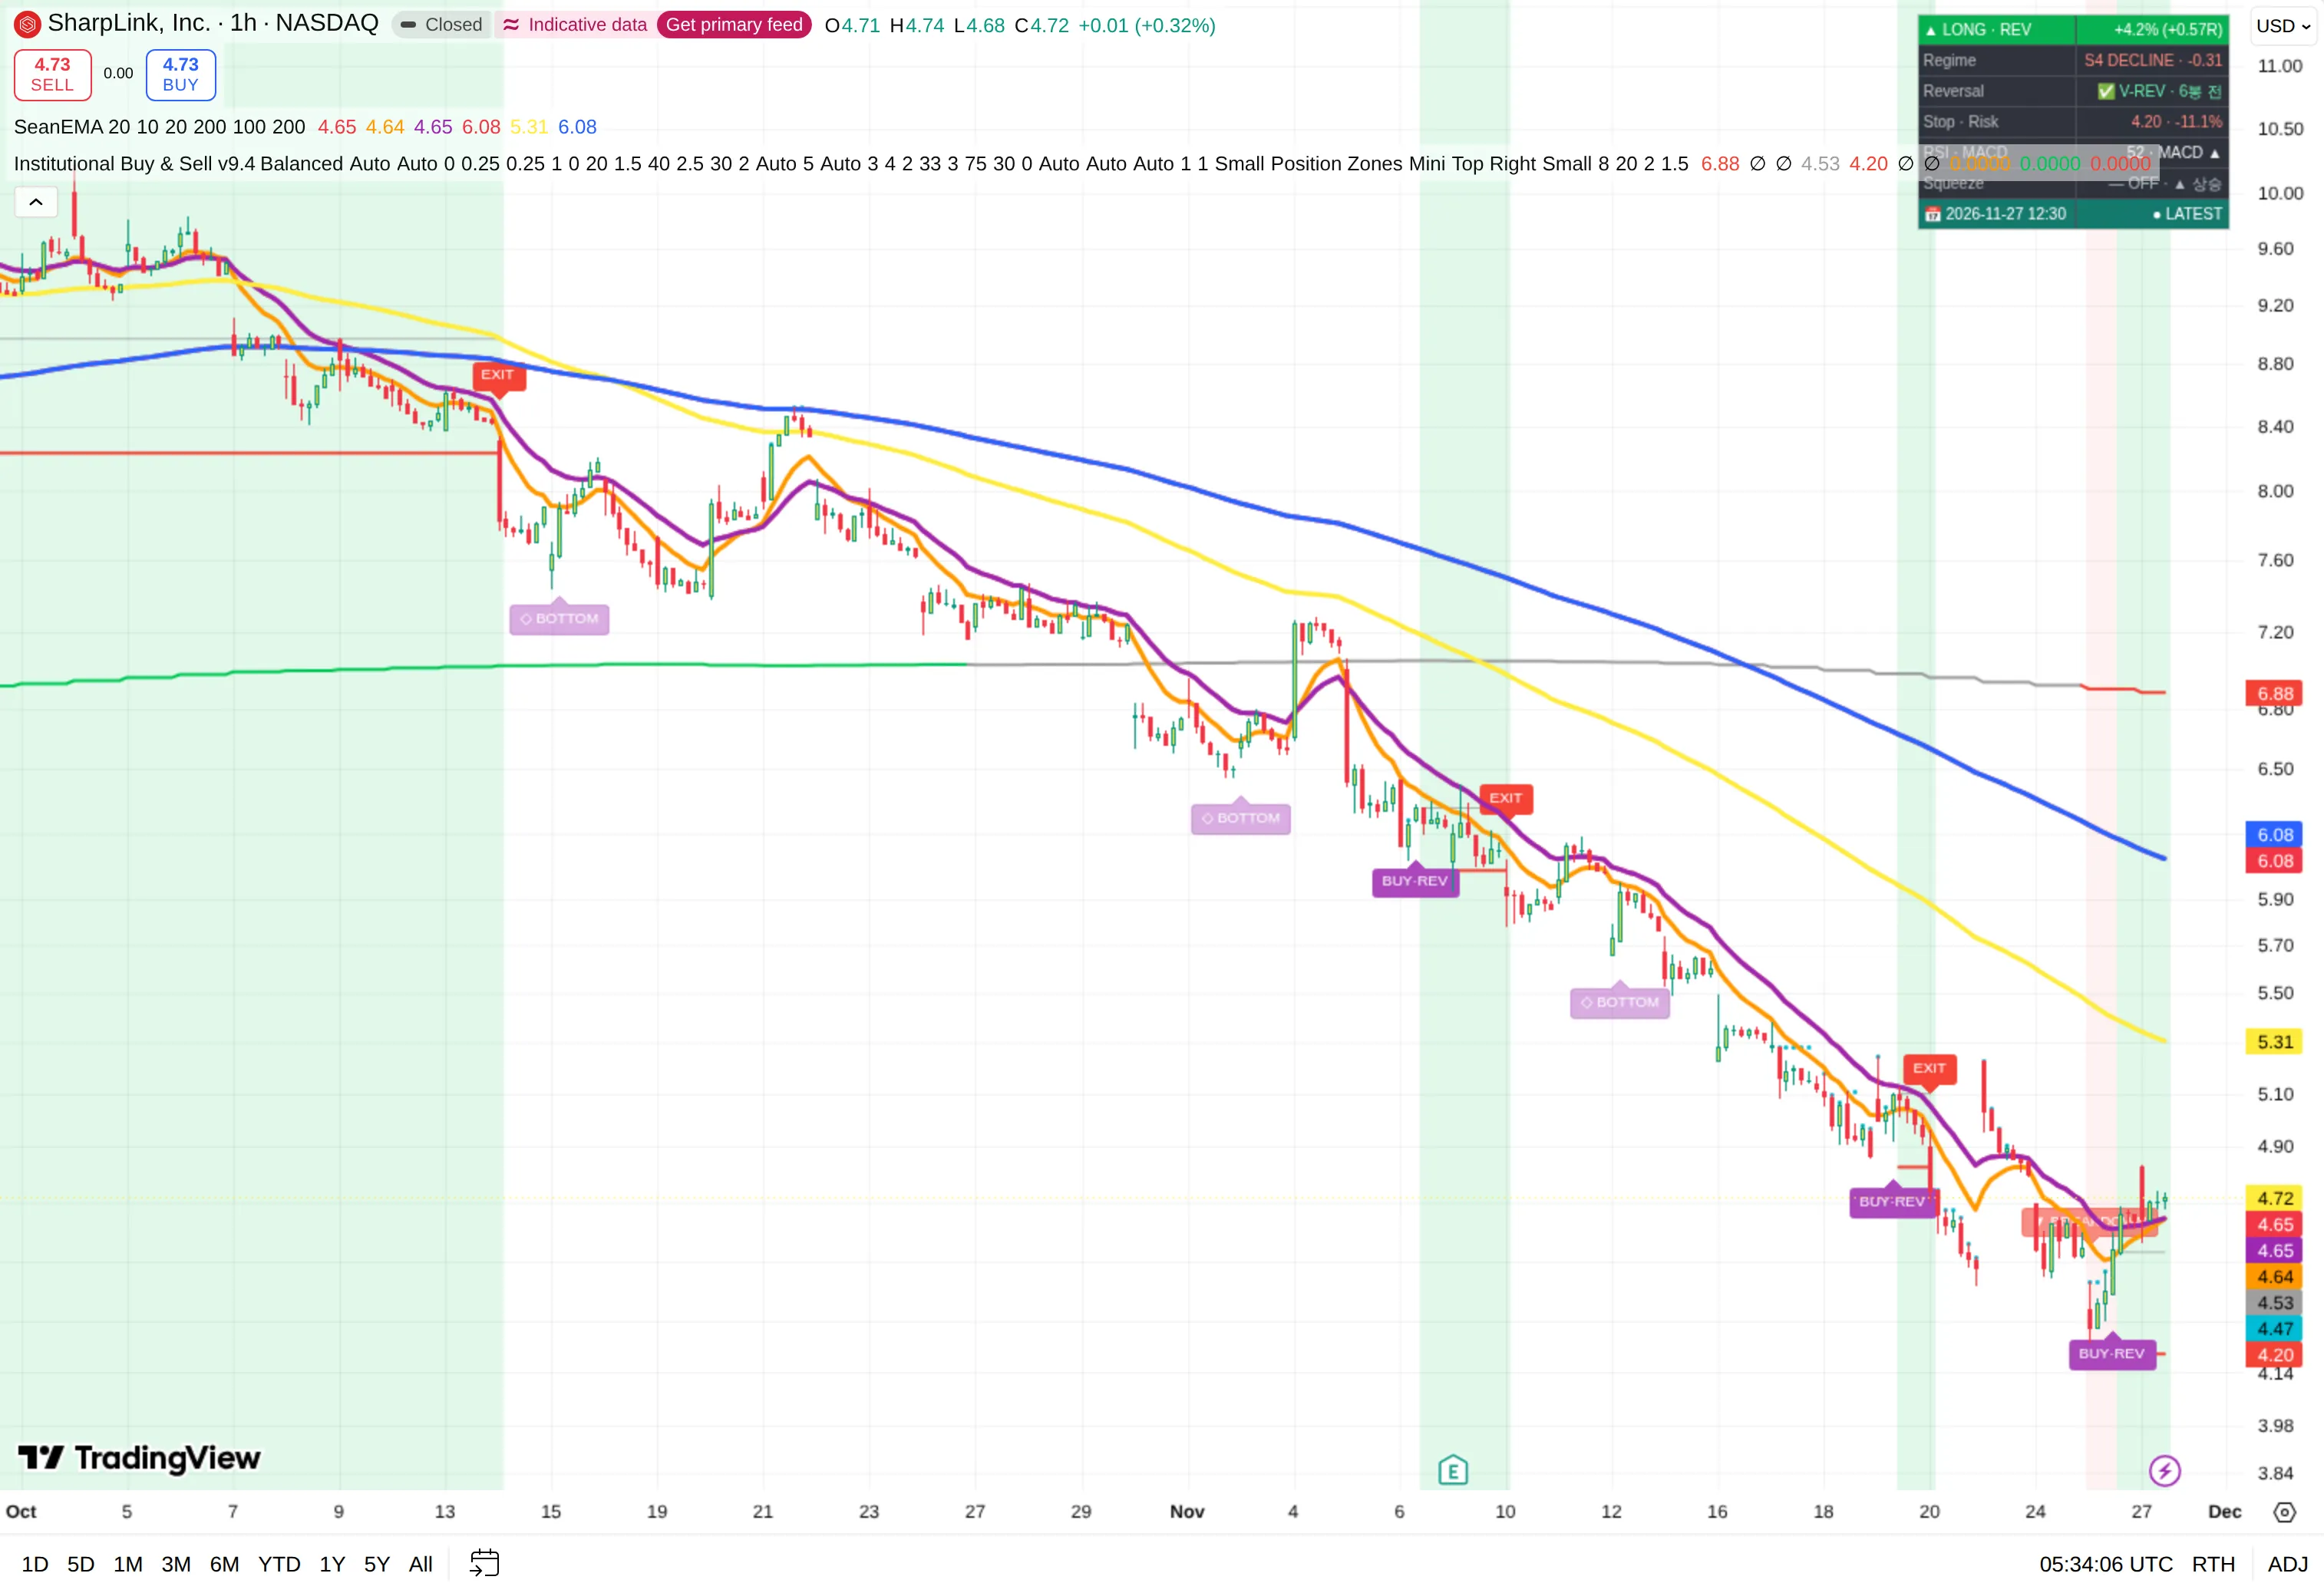 SharpLink, Inc. · 1h · NASDAQ Closed ≈ Indicative data Get primary feed O4.71 H4.74 L4.68 C4.72 +0.01 (+0.32%)
4.73 SELL 0.00 4.73 BUY
SeanEMA 20 10 20 200 100 200 4.65 4.64 4.65 6.08 5.31 6.08
Institutional Buy & Sell v9.4 Balanced Auto Auto 0 0.25 0.25 1 0 20 1.5 40 2.5 30 2 Auto 5 Auto 3 4 2 33 3 75 30 0 Auto Auto Auto 1 1 Small Position Zones Mini Top Right Small 8 20 2 1.5 6.88 ∅ ∅ 4.53 4.20 ∅ ∅ 0.0000 0.0000 0.0000
▲ LONG · REV +4.2% (+0.57R)
Regime S4 DECLINE · -0.31
Reversal ✅ V-REV · 6봉 전
Stop · Risk 4.20 · -11.1%
RSI · MACD 52 · MACD ▲
Squeeze — OFF · ▲ 상승
📅 2026-11-27 12:30 ● LATEST
USD
11.00
10.50
10.00
9.60
9.20
8.80
8.40
8.00
7.60
7.20
6.88
6.80
6.50
6.08
6.08
5.90
5.70
5.50
5.31
5.10
4.90
4.72
4.65
4.65
4.64
4.53
4.47
4.20
4.14
3.98
3.84
EXIT
◇ BOTTOM
◇ BOTTOM
EXIT
BUY·REV
◇ BOTTOM
EXIT
BUY·REV
BUY·REV
E
TradingView
Oct 5 7 9 13 15 19 21 23 27 29 Nov 4 6 10 12 16 18 20 24 27 Dec
1D 5D 1M 3M 6M YTD 1Y 5Y All 05:34:06 UTC RTH ADJ